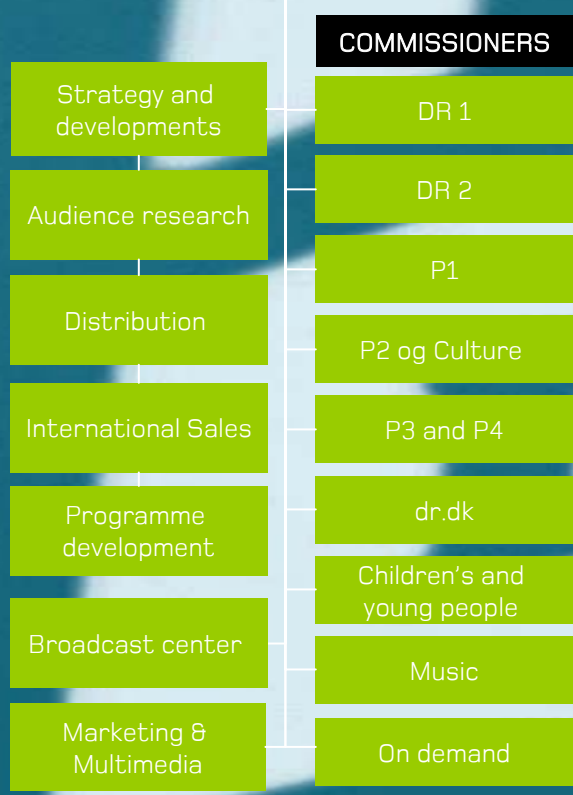 COMMISSIONERS
Strategy and
developments
Audience research
Distribution
International Sales
Programme
development
Broadcast center
Marketing &
Multimedia
DR 1
DR 2
P1
P2 og Culture
P3 and P4
dr.dk
Children's and
young people
Music
On demand